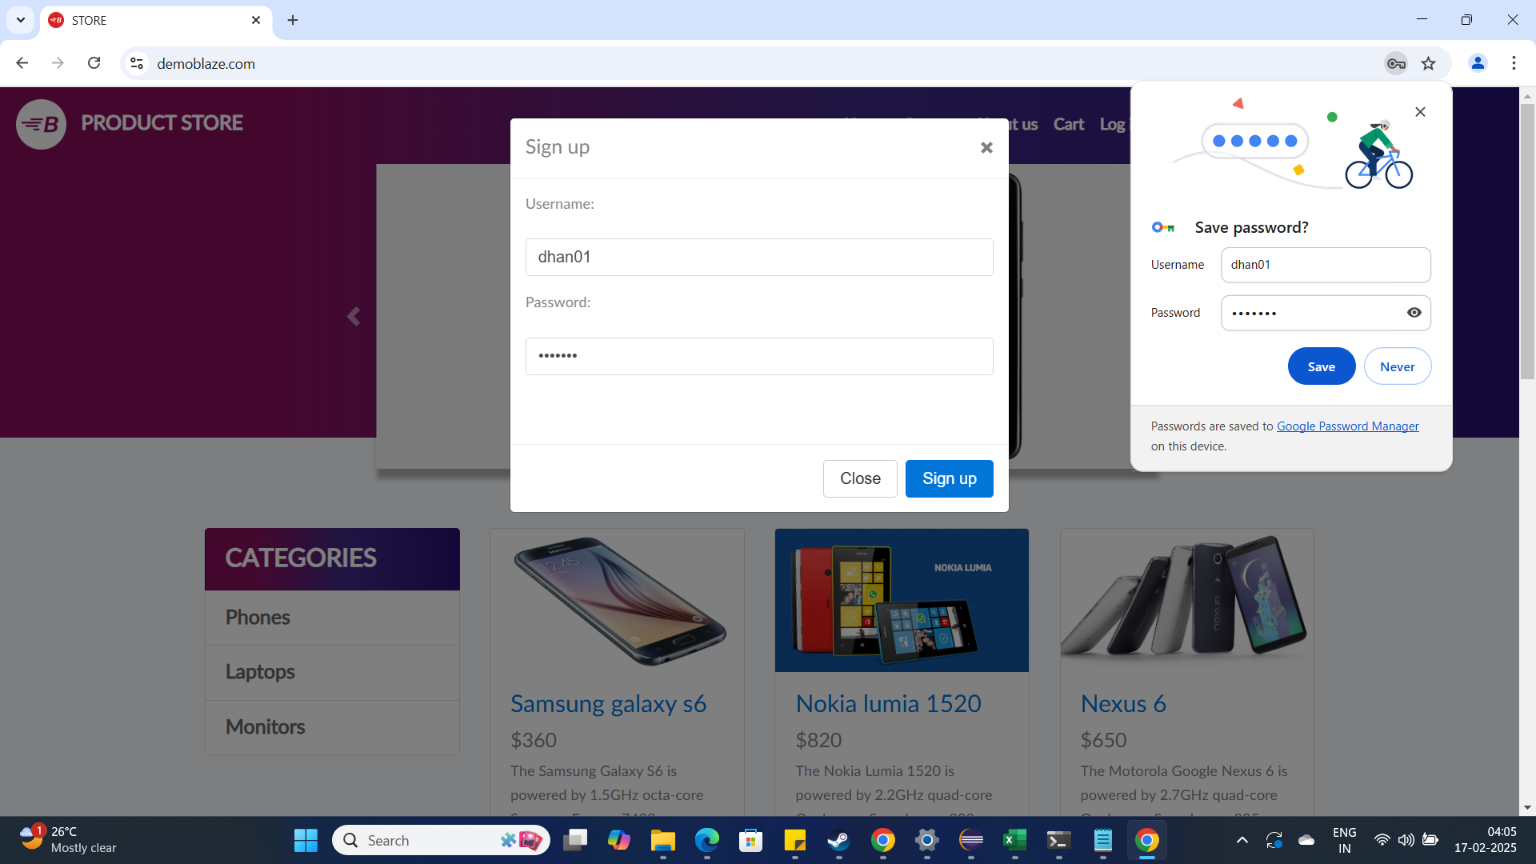 STORE
demoblaze.com
PRODUCT STORE
Cart
Log
Sign up
Username:
dhan01
Password:
•••••••
Close
Sign up
Save password?
Username
dhan01
Password
•••••••
Save
Never
Passwords are saved to Google Password Manager
on this device.
CATEGORIES
Phones
Laptops
Monitors
NOKIA LUMIA
Samsung galaxy s6
$360
The Samsung Galaxy S6 is
powered by 1.5GHz octa-core
Nokia lumia 1520
$820
The Nokia Lumia 1520 is
powered by 2.2GHz quad-core
Nexus 6
$650
The Motorola Google Nexus 6 is
powered by 2.7GHz quad-core
1
26°C
Mostly clear
Search
ENG
IN
04:05
17-02-2025